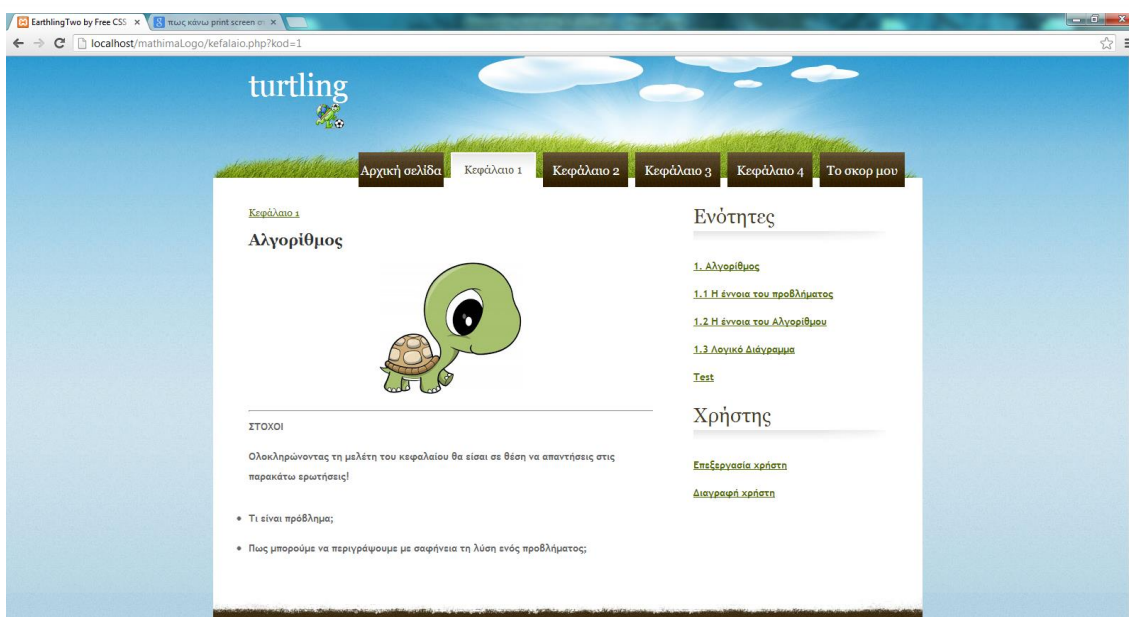 EarthlingTwo by Free CSS
πως κάνω print screen στ
localhost/mathimaLogo/kefalaio.php?kod=1
turtling
Αρχική σελίδα Κεφάλαιο 1 Κεφάλαιο 2 Κεφάλαιο 3 Κεφάλαιο 4 Το σκορ μου
Κεφάλαιο 1
Αλγορίθμος
ΣΤΟΧΟΙ
Ολοκληρώνοντας τη μελέτη του κεφαλαίου θα είσαι σε θέση να απαντήσεις στις
παρακάτω ερωτήσεις!
Τι είναι πρόβλημα;
Πως μπορούμε να περιγράψουμε με σαφήνεια τη λύση ενός προβλήματος;
Ενότητες
1. Αλγορίθμος
1.1 Η έννοια του προβλήματος
1.2 Η έννοια του Αλγορίθμου
1.3 Λογικό Διάγραμμα
Test
Χρήστης
Επεξεργασία χρήστη
Διαγραφή χρήστη